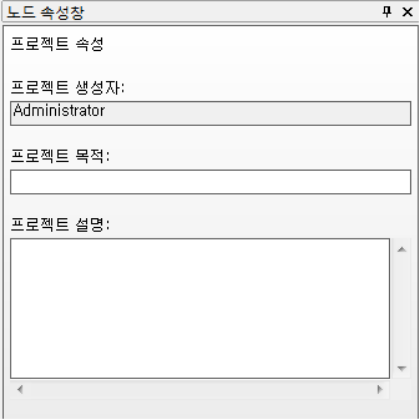 노드 속성창
프로젝트 속성
프로젝트 생성자:
Administrator
프로젝트 목적:
프로젝트 설명: